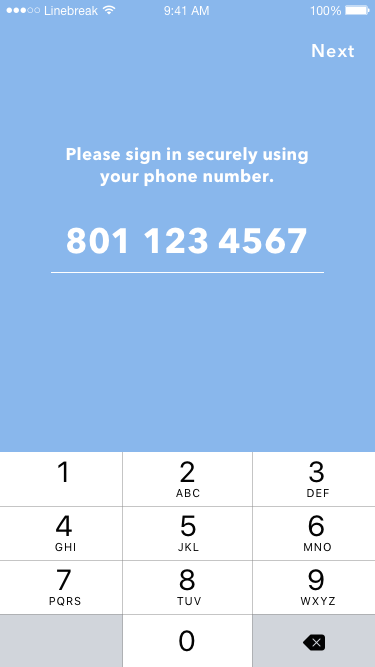 Linebreak 9:41 AM 100%
Next
Please sign in securely using
your phone number.
801 123 4567
1 2 3
ABC DEF
4 5 6
GHI JKL MNO
7 8 9
PQRS TUV WXYZ
0